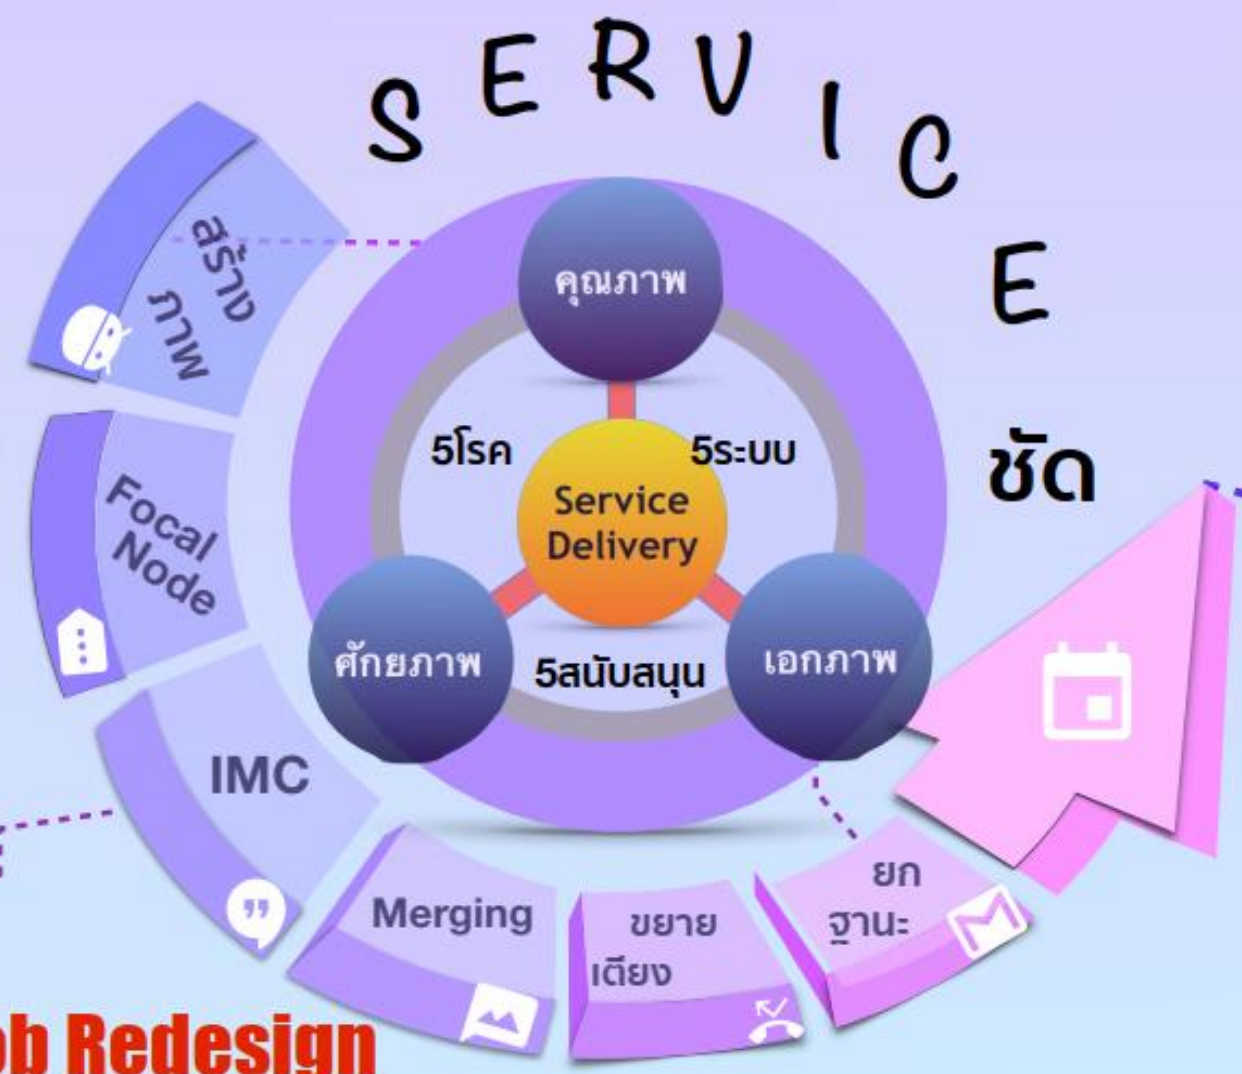 SERVICE
ชัด
สร้าง
ภาพ
Focal
Node
IMC
Merging
ขยาย
เตียง
ยก
ฐานะ
คุณภาพ
5โรค
5ระบบ
Service
Delivery
ศักยภาพ
5สนับสนุน
เอกภาพ
Redesign